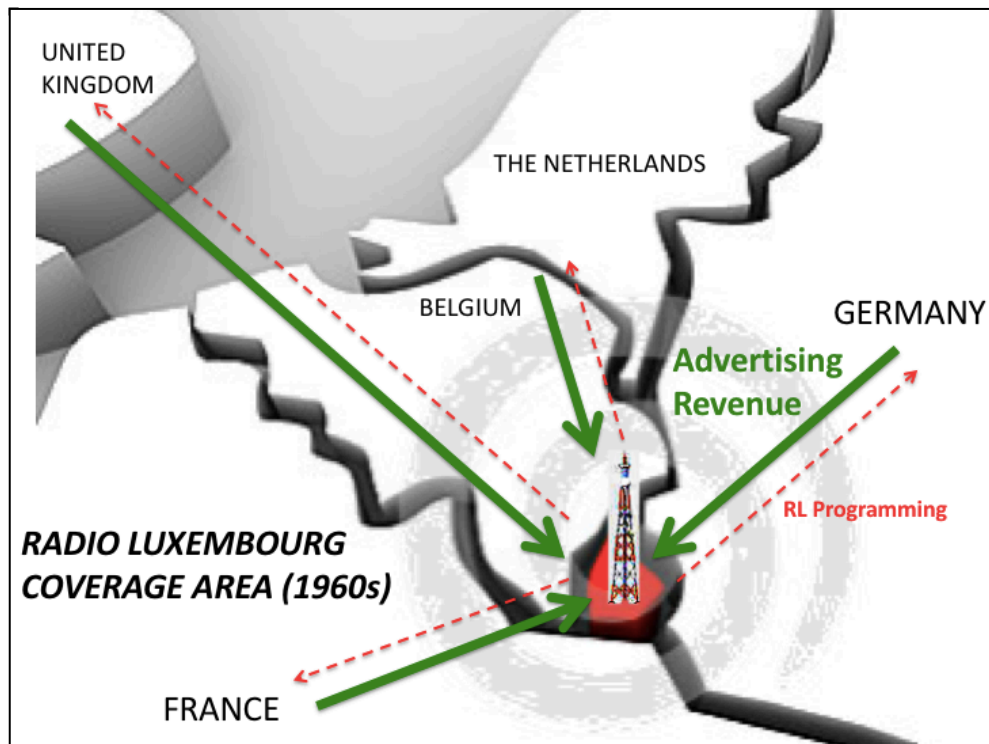 UNITED
KINGDOM
THE NETHERLANDS
BELGIUM
GERMANY
Advertising
Revenue
RL Programming
RADIO LUXEMBOURG
COVERAGE AREA (1960s)
FRANCE